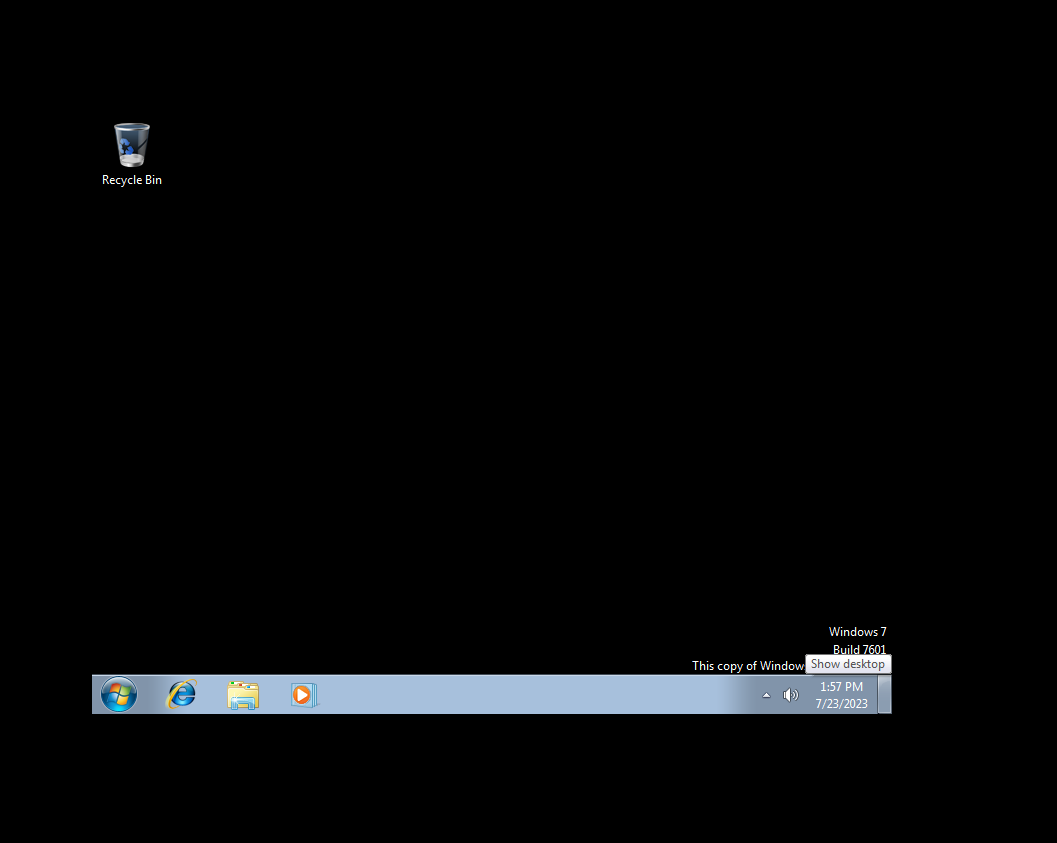 Recycle Bin
Windows 7
Build 7601
This copy of Window
Show desktop
1:57 PM
7/23/2023